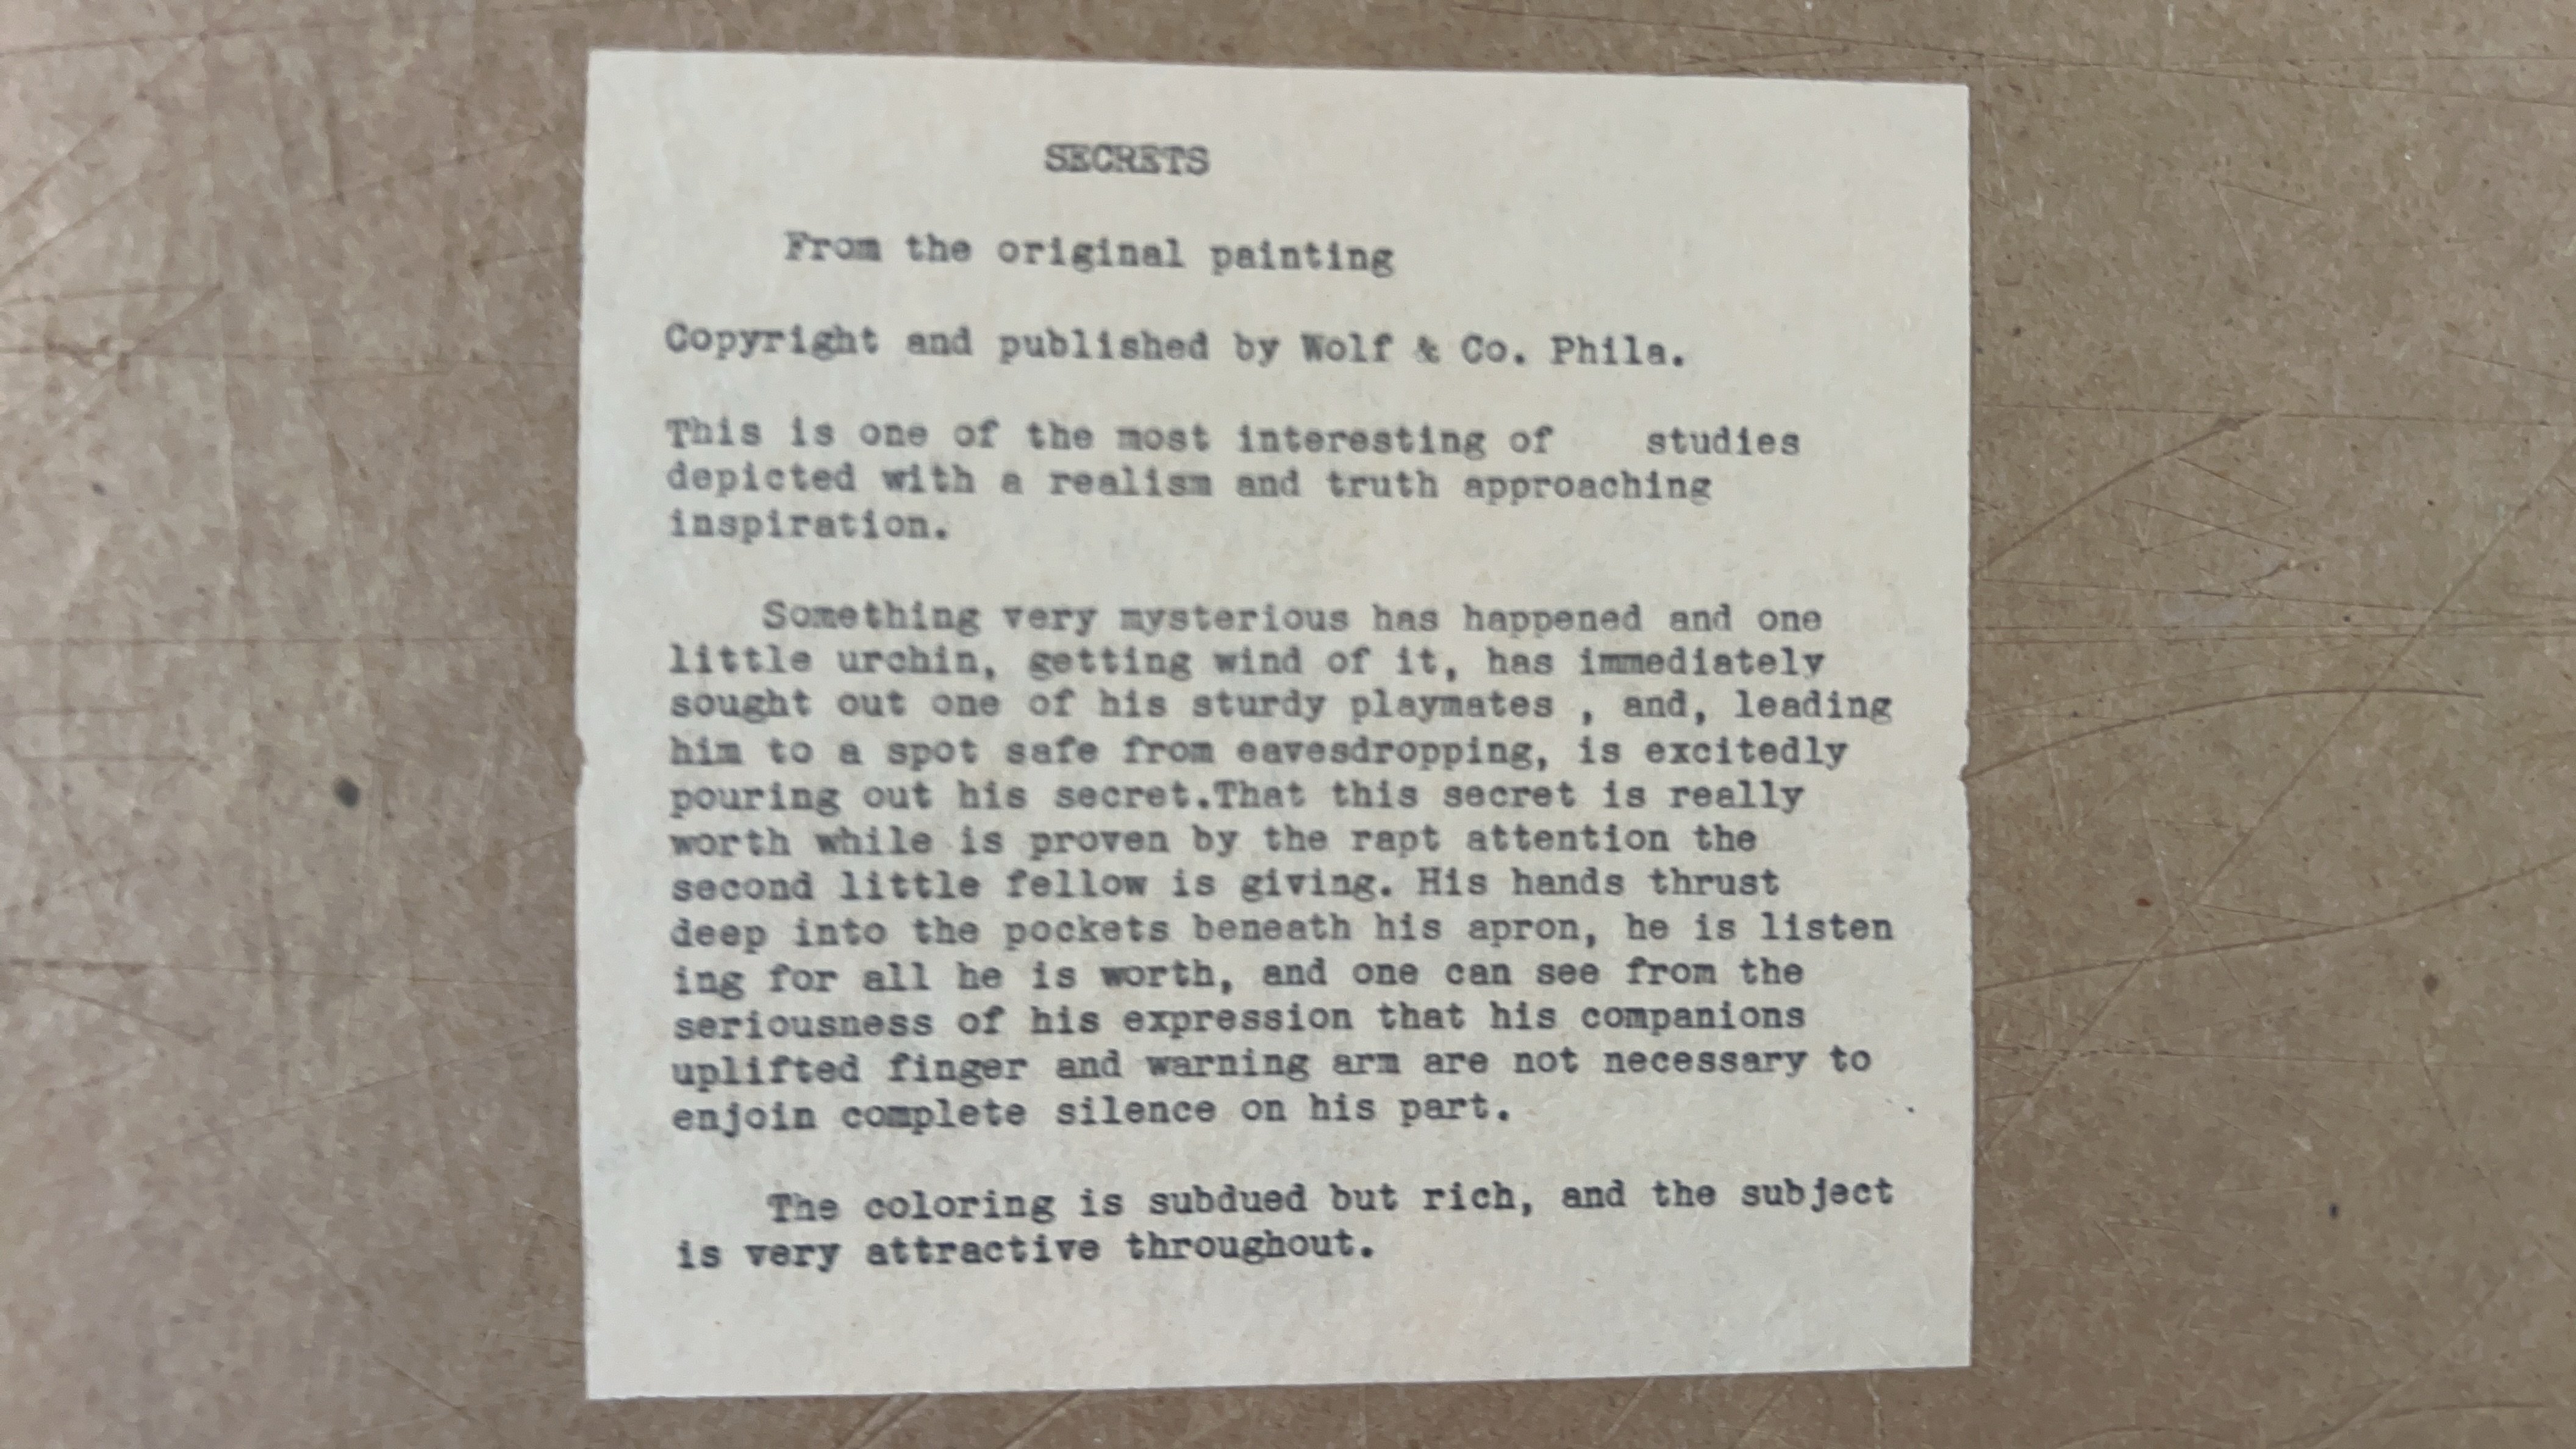 SECRETS
From the original painting
Copyright and published by Wolf & Co. Phila.
This is one of the most interesting of    studies
depicted with a realism and truth approaching
inspiration.
Something very mysterious has happened and one
little urchin, getting wind of it, has immediately
sought out one of his sturdy playmates , and, leading
him to a spot safe from eavesdropping, is excitedly
pouring out his secret.That this secret is really
worth while is proven by the rapt attention the
second little fellow is giving. His hands thrust
deep into the pockets beneath his apron, he is listen
ing for all he is worth, and one can see from the
seriousness of his expression that his companions
uplifted finger and warning arm are not necessary to
enjoin complete silence on his part.
The coloring is subdued but rich, and the subject
is very attractive throughout.